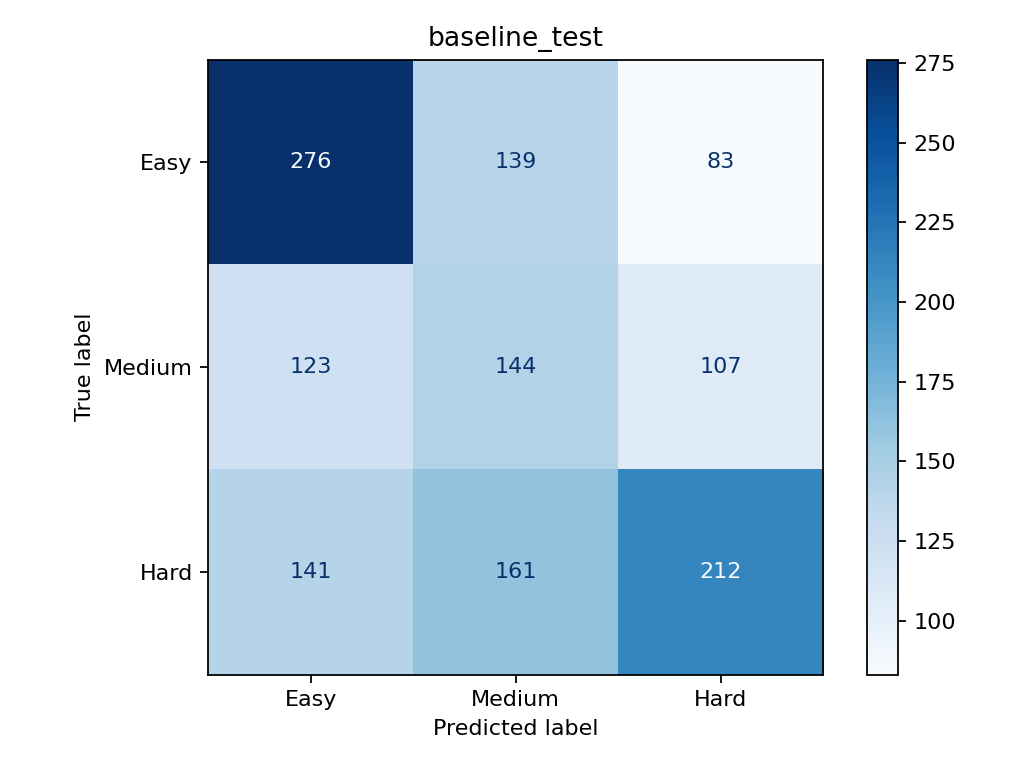 baseline_test
Easy 276 139 83
Medium 123 144 107
Hard 141 161 212
Easy Medium Hard
Predicted label
True label
275
250
225
200
175
150
125
100